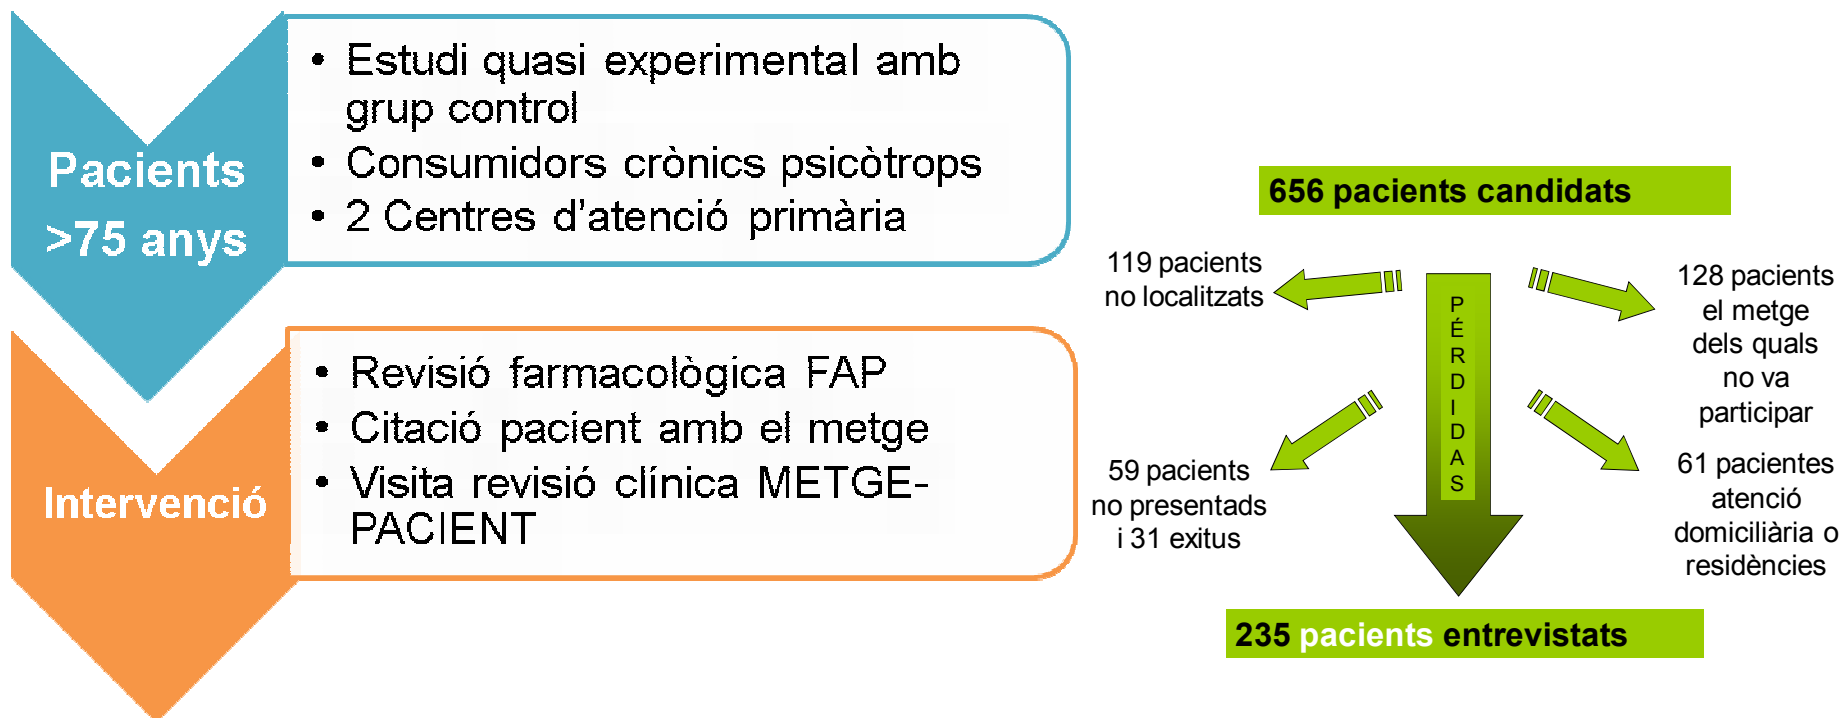 Pacients
>75 anys
• Estudi quasi experimental amb
grup control
• Consumidors crònics psicòtrops
• 2 Centres d'atenció primària
Intervenció
• Revisió farmacològica FAP
• Citació pacient amb el metge
• Visita revisió clínica METGE-
PACIENT
656 pacients candidats
119 pacients
no localitzats
128 pacients
el metge
dels quals
no va
participar
PÉRDIDAS
59 pacients
no presentads
i 31 exitus
61 pacientes
atenció
domiciliària o
residències
235 pacients entrevistats